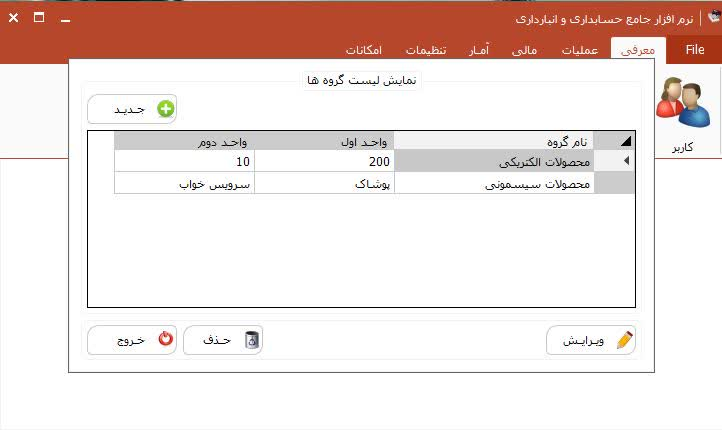 نرم افزار جامع حسابداری و انبارداری
File معرفی عملیات مالی آمار تنظیمات امکانات
کاربر
نمایش لیست گروه ها
جدید
نام گروه واحد اول واحد دوم
محصولات الکتریکی 200 10
محصولات سیسمونی پوشاک سرویس خواب
ویرایش حذف خروج